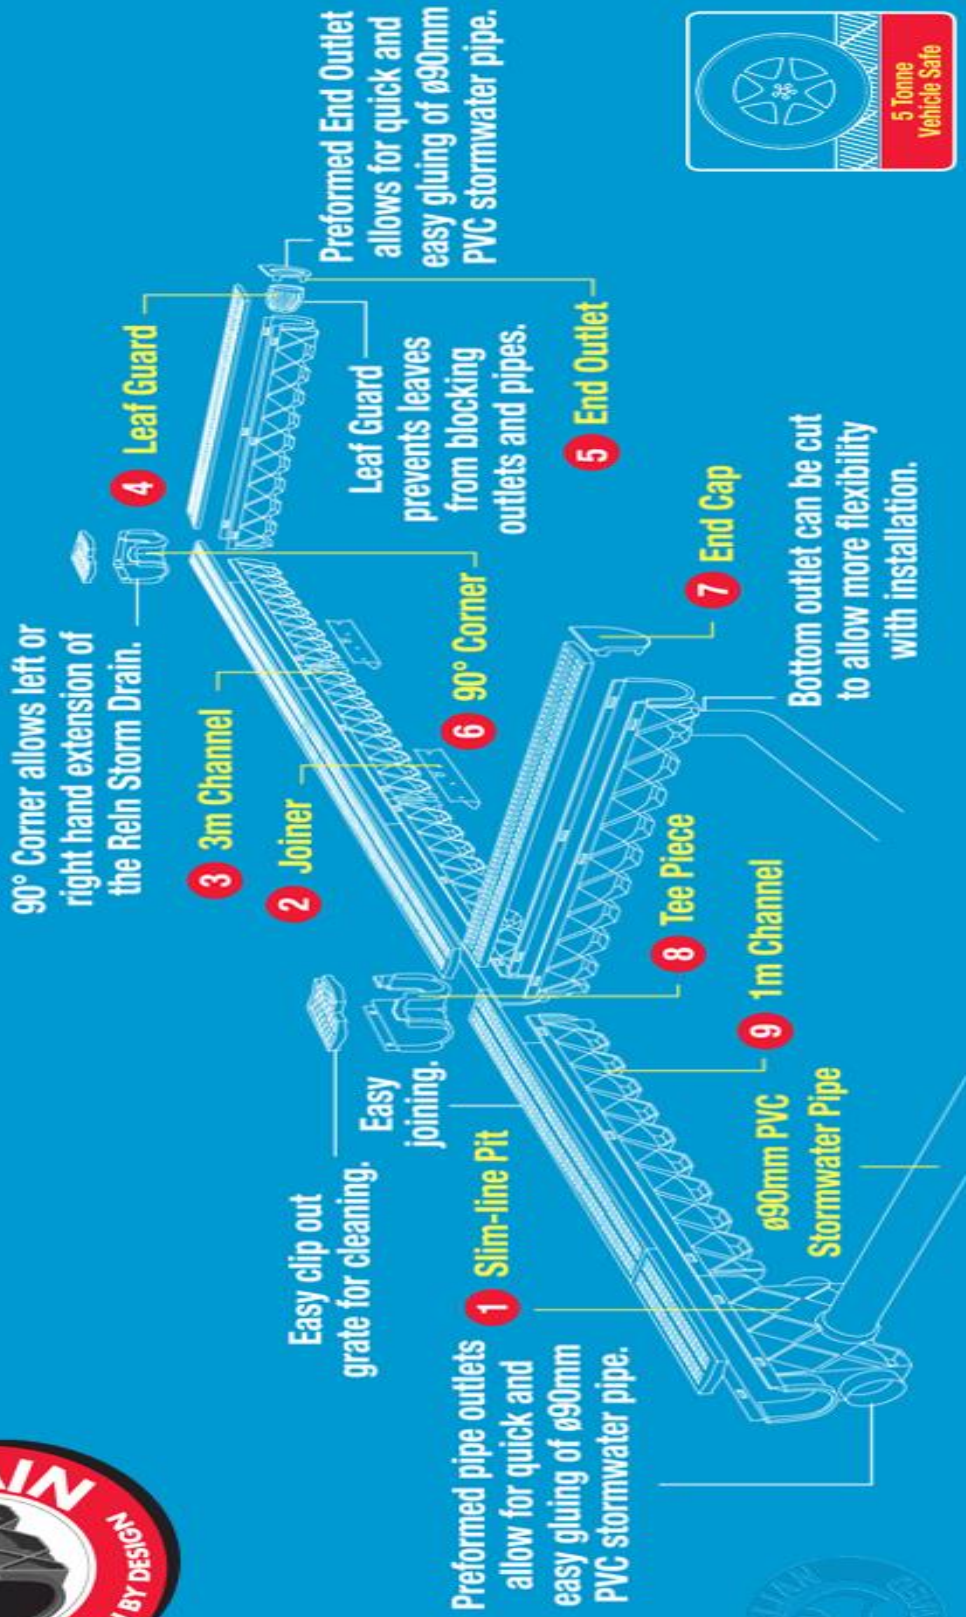 90° Corner allows left or
right hand extension of
the Reln Storm Drain.
4 Leaf Guard
Preformed End Outlet
allows for quick and
easy gluing of ø90mm
PVC stormwater pipe.
3 3m Channel
2 Joiner
Leaf Guard
prevents leaves
from blocking
outlets and pipes.
5 End Outlet
6 90° Corner
7 End Cap
Easy clip out
grate for cleaning.
Easy
joining.
8 Tee Piece
9 1m Channel
Bottom outlet can be cut
to allow more flexibility
with installation.
1 Slim-line Pit
Preformed pipe outlets
allow for quick and
easy gluing of ø90mm
PVC stormwater pipe.
ø90mm PVC
Stormwater Pipe
5 Tonne
Vehicle Safe
BY DESIGN